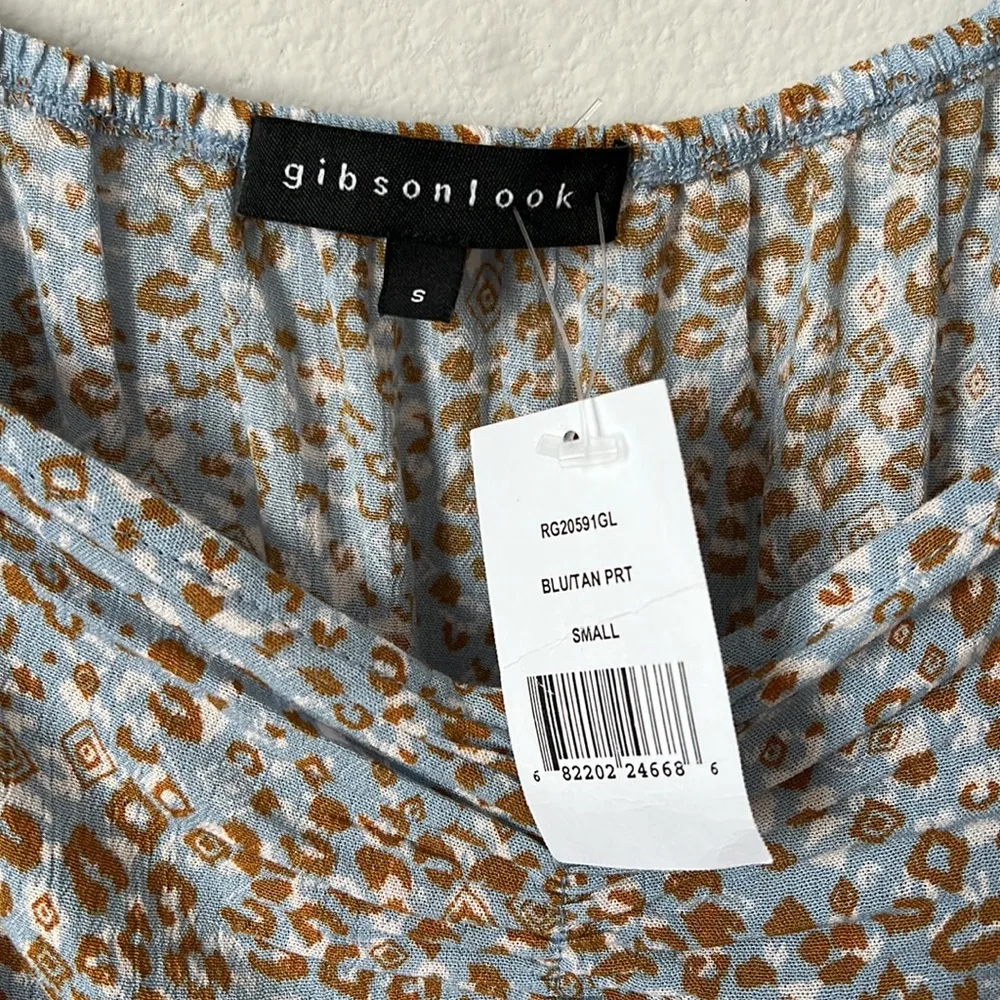 gibsonlook
S
RG20591GL
BLU/TAN PRT
SMALL
6 82202 24668 6